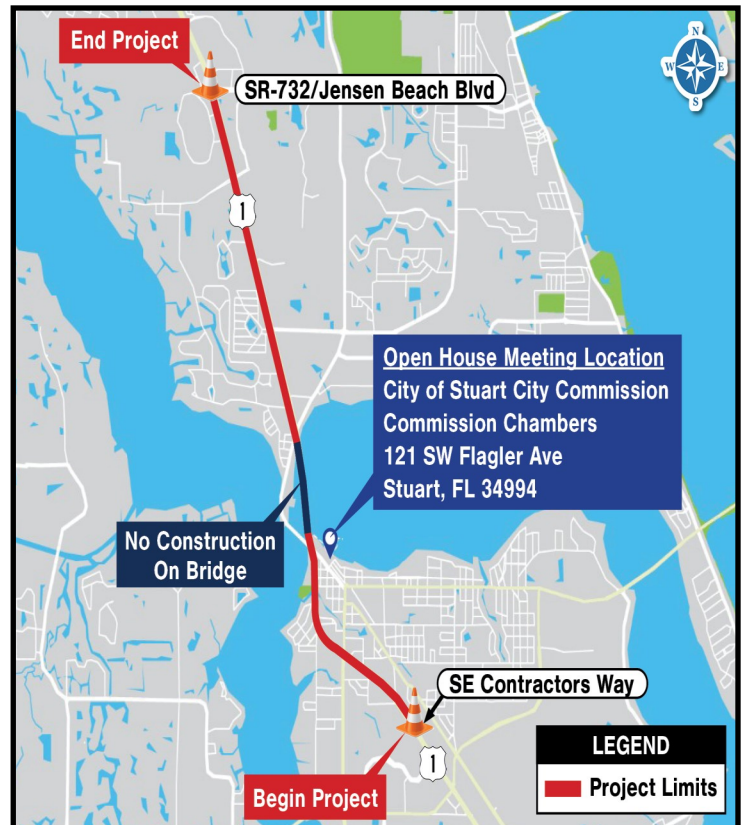 End Project
SR-732/Jensen Beach Blvd
N
W E
S
1
Open House Meeting Location
City of Stuart City Commission
Commission Chambers
121 SW Flagler Ave
Stuart, FL 34994
No Construction
On Bridge
SE Contractors Way
1
Begin Project
LEGEND
Project Limits